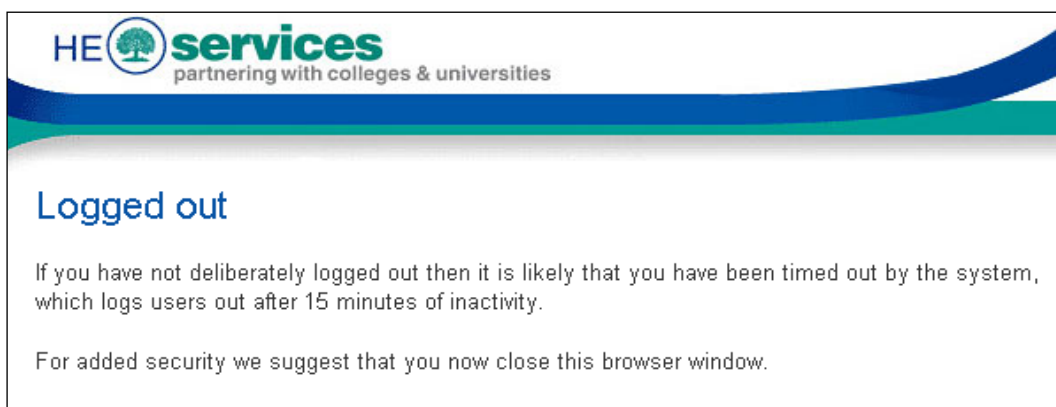 HE services
partnering with colleges & universities
Logged out
If you have not deliberately logged out then it is likely that you have been timed out by the system,
which logs users out after 15 minutes of inactivity.
For added security we suggest that you now close this browser window.